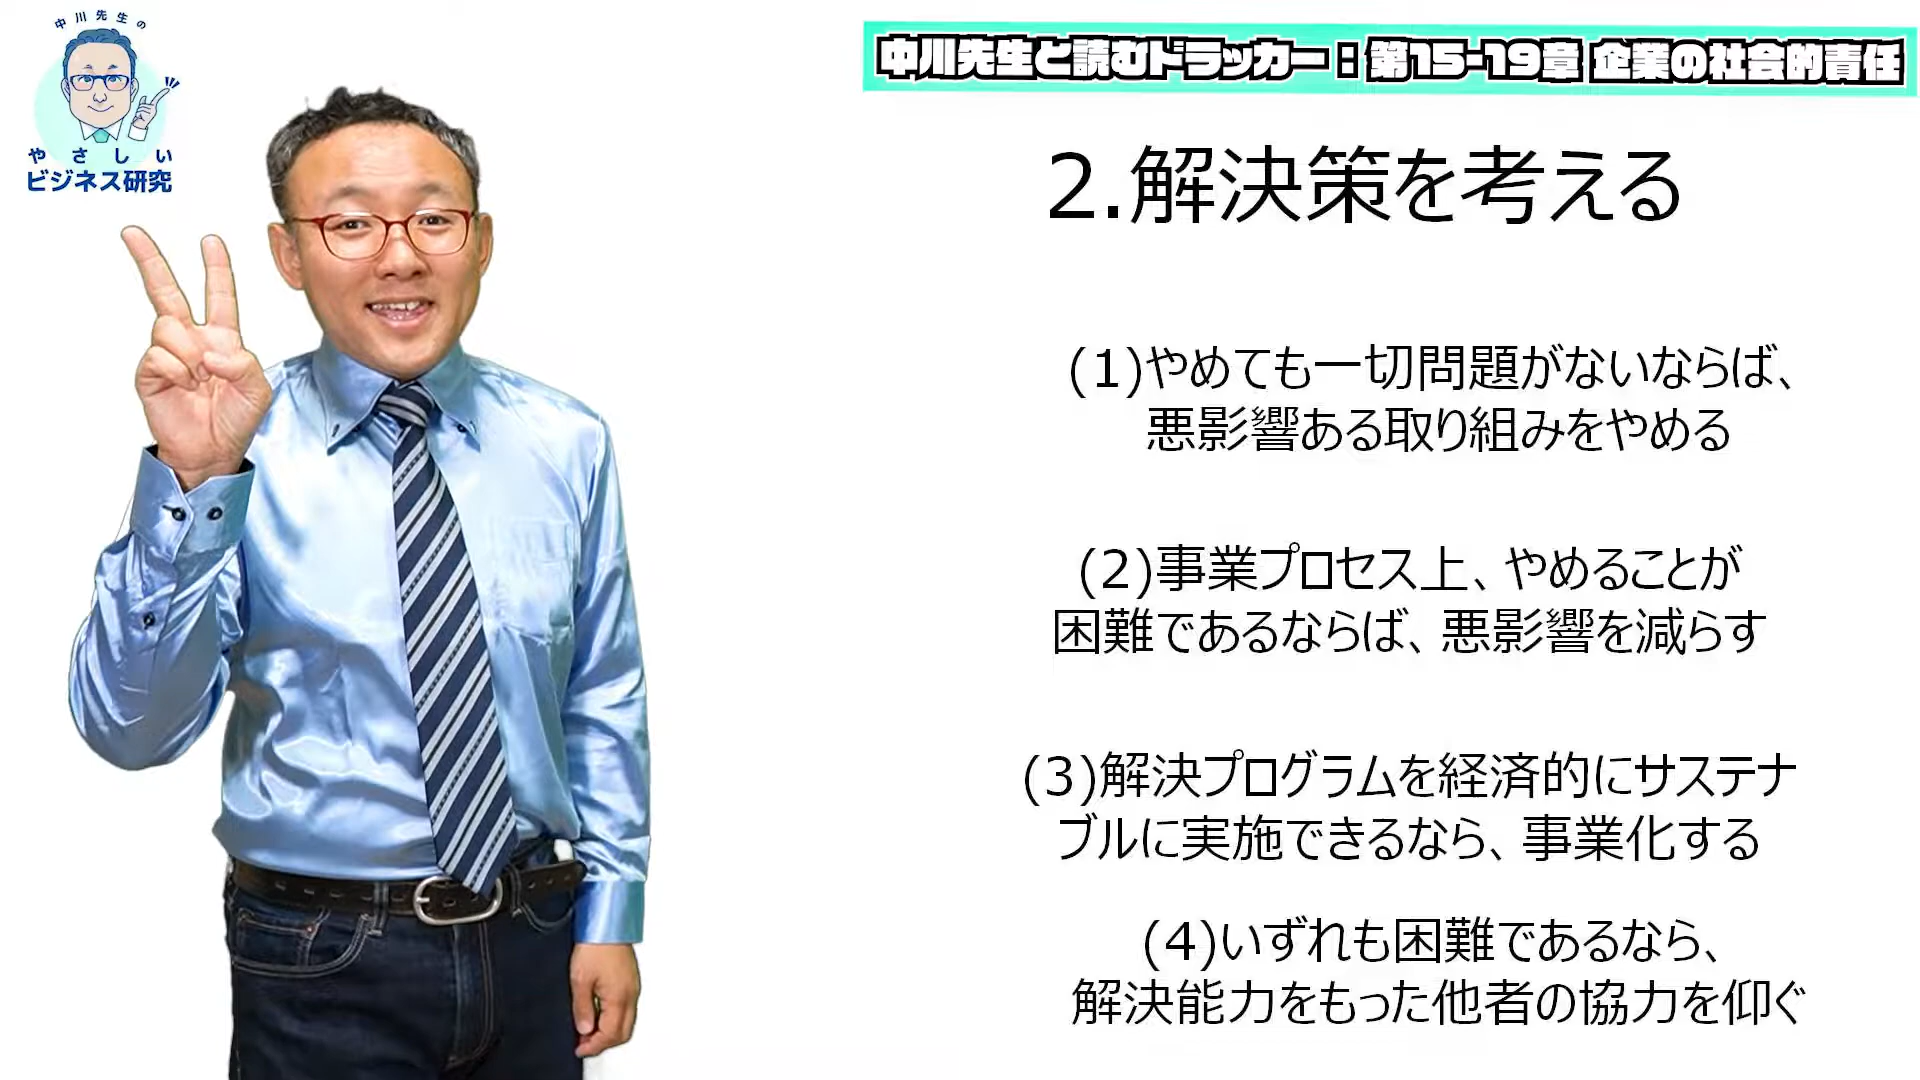 中川先生の
やさしい
ビジネス研究
中川先生と読むドラッカー：第15-19章 企業の社会的責任
2.解決策を考える
(1)やめても一切問題がないならば、
悪影響ある取り組みをやめる
(2)事業プロセス上、やめることが
困難であるならば、悪影響を減らす
(3)解決プログラムを経済的にサステナ
ブルに実施できるなら、事業化する
(4)いずれも困難であるなら、
解決能力をもった他者の協力を仰ぐ